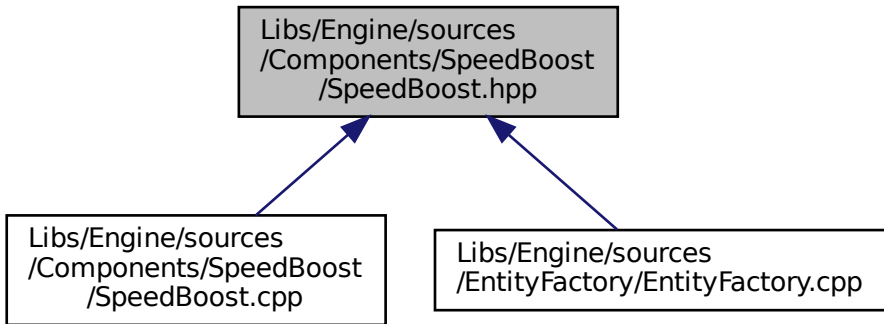 Libs/Engine/sources
/Components/SpeedBoost
/SpeedBoost.hpp
Libs/Engine/sources
/Components/SpeedBoost
/SpeedBoost.cpp
Libs/Engine/sources
/EntityFactory/EntityFactory.cpp